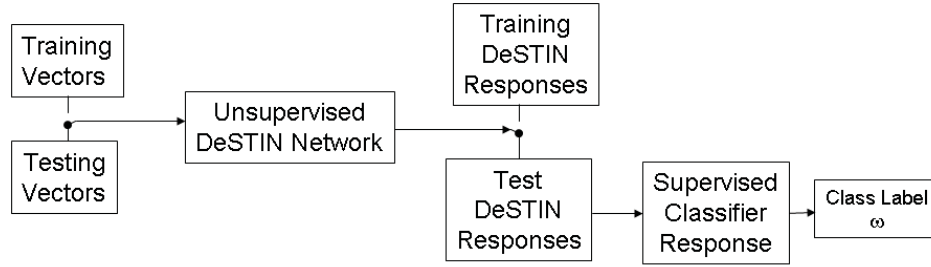 Training
Vectors
Testing
Vectors
Unsupervised
DeSTIN Network
Training
DeSTIN
Responses
Test
DeSTIN
Responses
Supervised
Classifier
Response
Class Label
ω